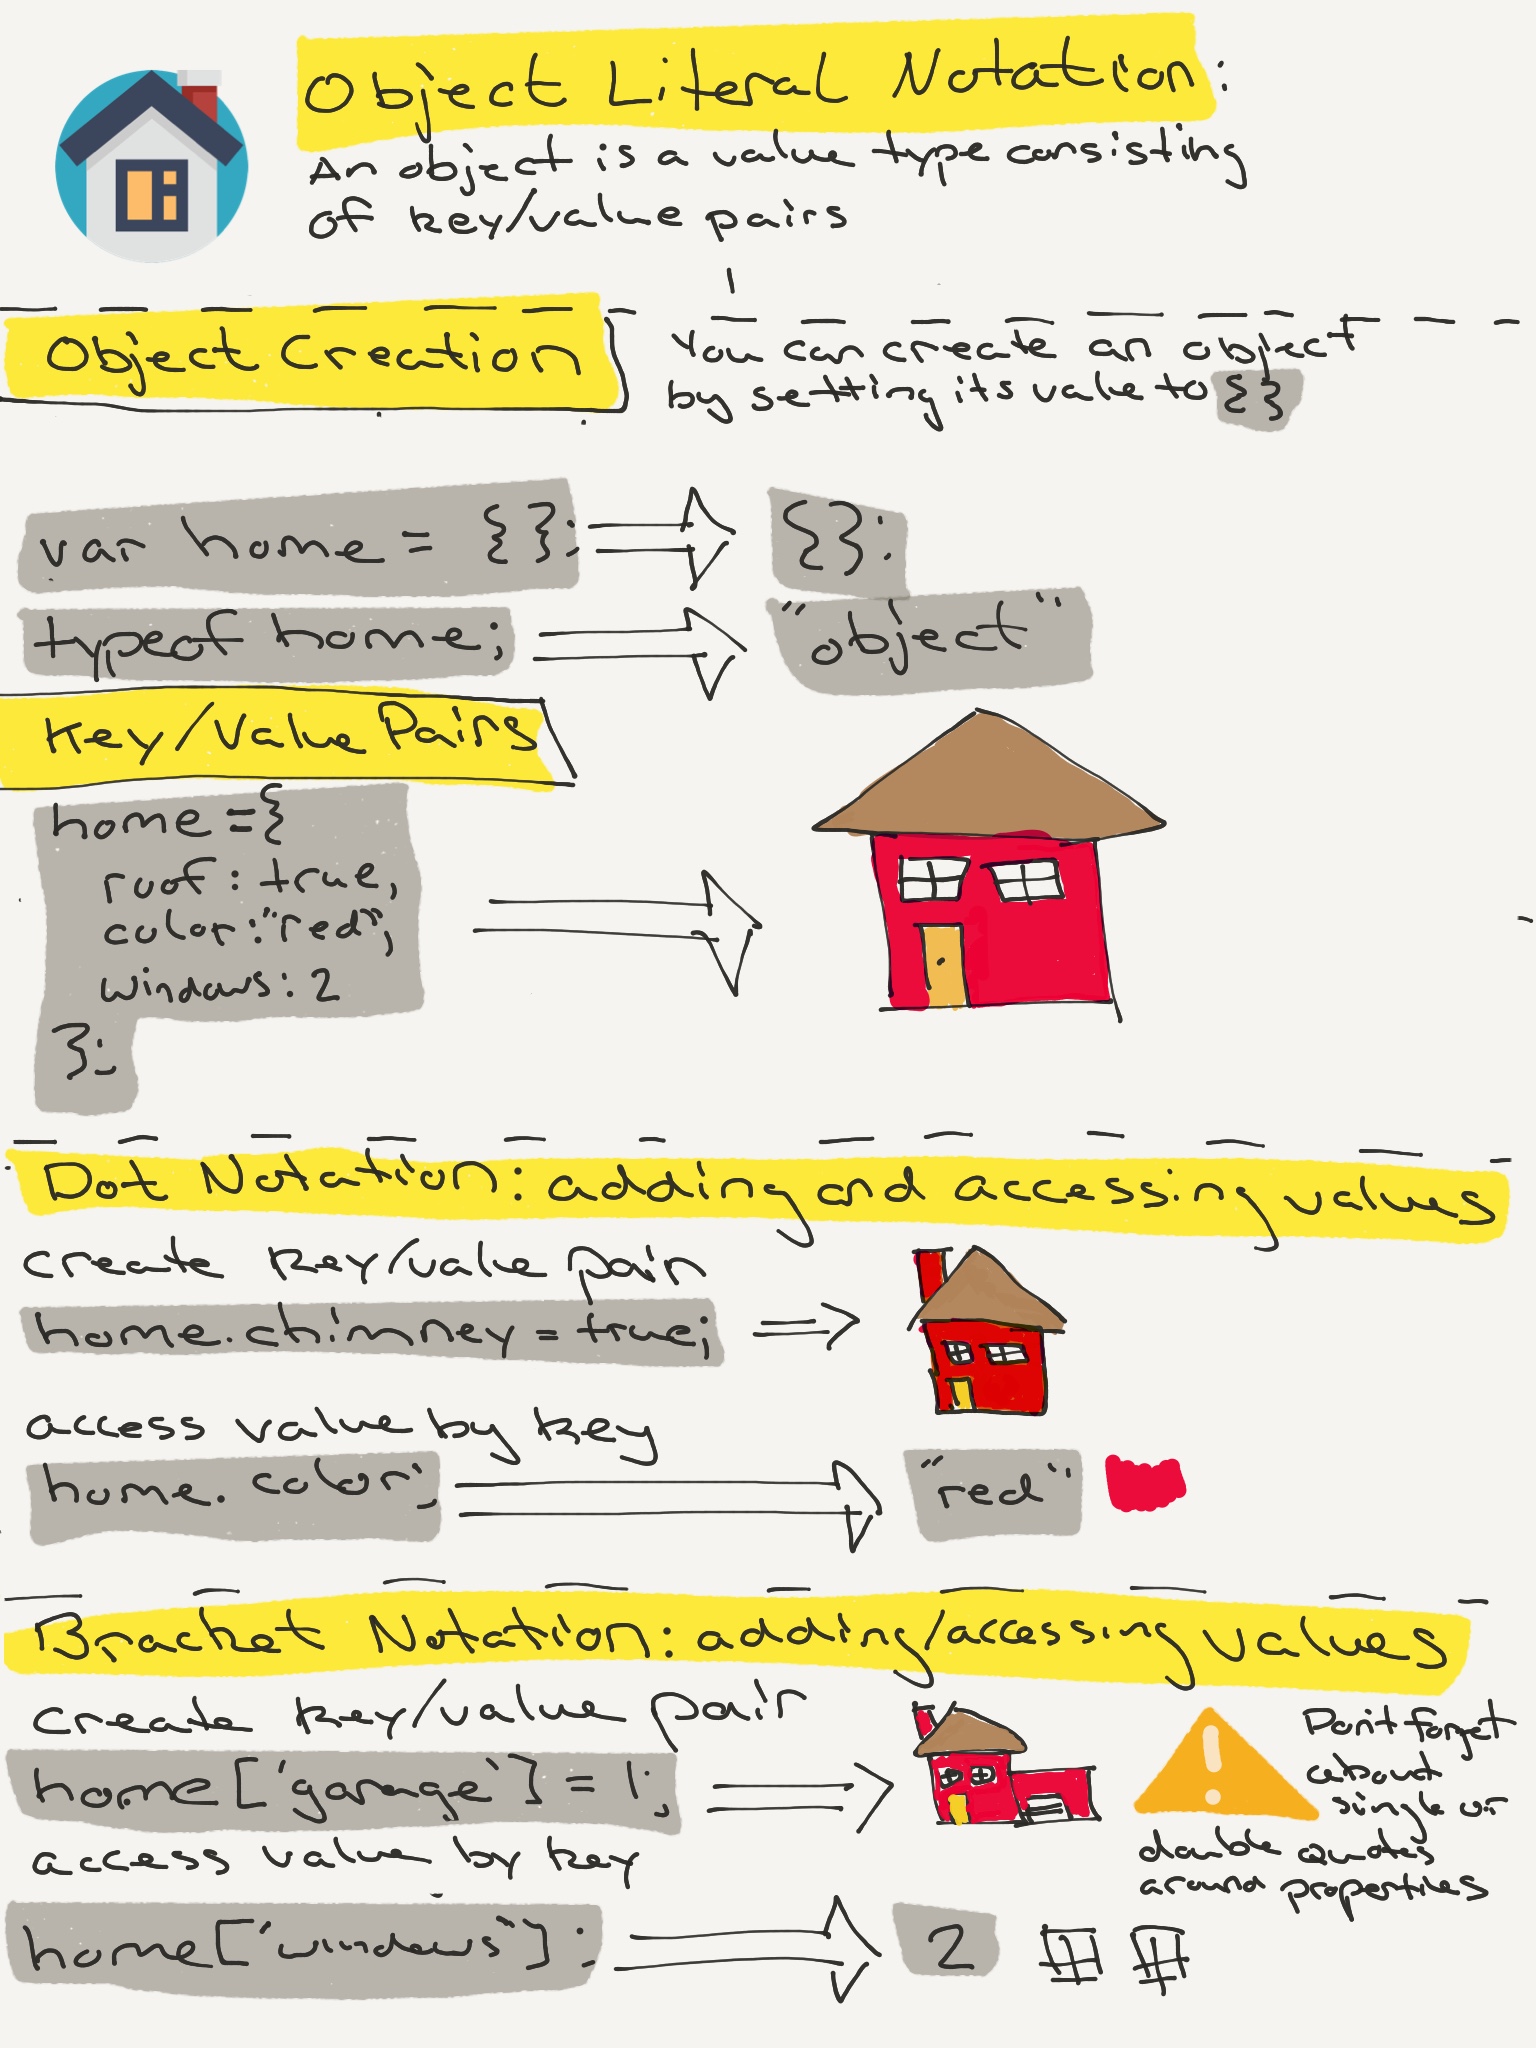 Object Literal Notation:
An object is a value type consisting
of key/value pairs
Object Creation
You can create an object
by setting its value to {}
var home = {};
{};
typeof home;
"object"
Key/Value Pairs
home = {
roof: true,
color: "red",
windows: 2
};
Dot Notation: adding and accessing values
create key/value pair
home.chimney = true;
access value by key
home.color;
"red"
Bracket Notation: adding/accessing values
create key/value pair
home['garage'] = 1;
Don't forget
about
single or
double quotes
around properties
access value by key
home['windows'];
2